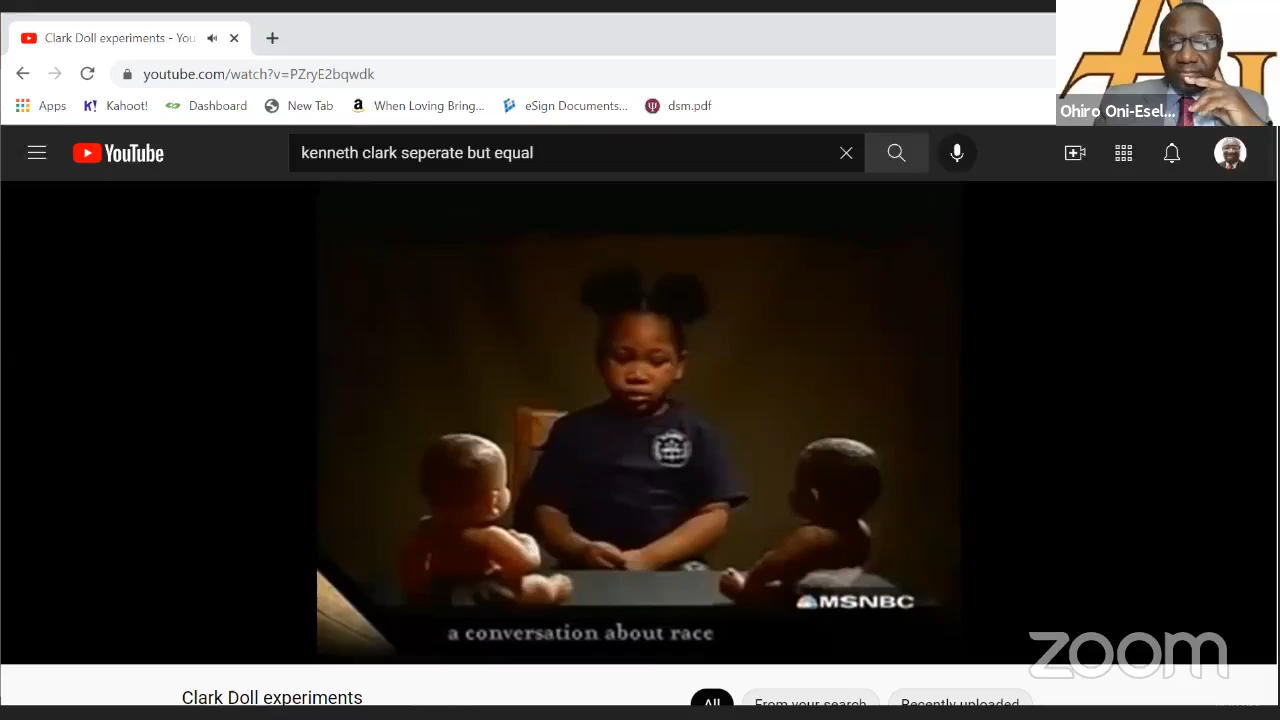 Clark Doll experiments - You
youtube.com/watch?v=PZryE2bqwdk
Apps
Kahoot!
Dashboard
New Tab
When Loving Bring...
eSign Documents...
dsm.pdf
Ohiro Oni-Esel...
YouTube
kenneth clark seperate but equal
MSNBC
a conversation about race
zoom
Clark Doll experiments
All
From your search
Recently uploaded